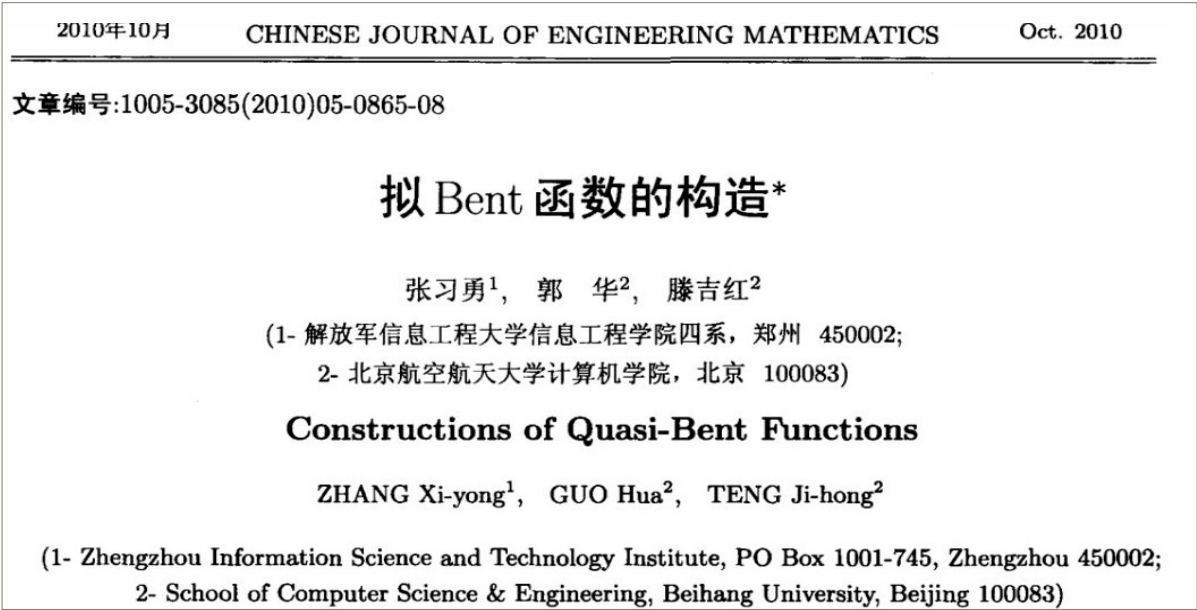 2010年10月 CHINESE JOURNAL OF ENGINEERING MATHEMATICS Oct. 2010
文章编号:1005-3085(2010)05-0865-08
拟 Bent 函数的构造*
张习勇¹, 郭 华², 滕吉红²
(1- 解放军信息工程大学信息工程学院四系，郑州 450002;
2- 北京航空航天大学计算机学院，北京 100083)
Constructions of Quasi-Bent Functions
ZHANG Xi-yong¹, GUO Hua², TENG Ji-hong²
(1- Zhengzhou Information Science and Technology Institute, PO Box 1001-745, Zhengzhou 450002;
2- School of Computer Science & Engineering, Beihang University, Beijing 100083)